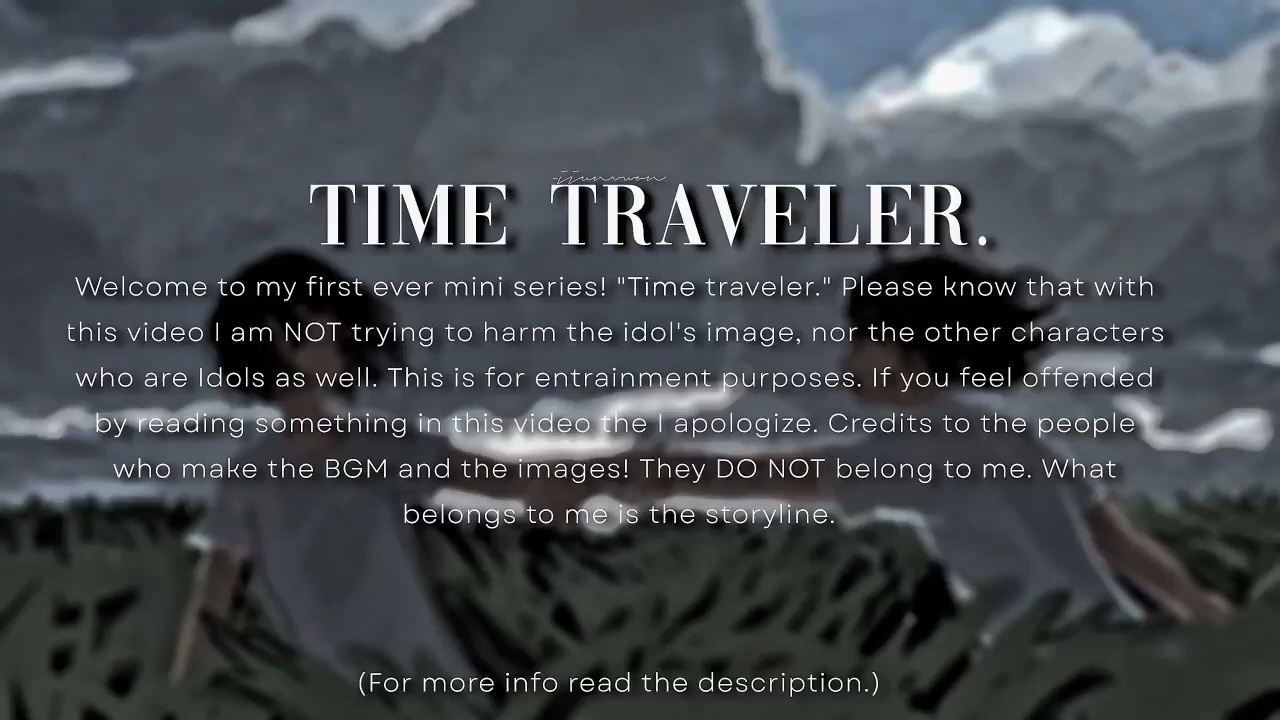 TIME TRAVELER.
Welcome to my first ever mini series! "Time traveler." Please know that with
this video I am NOT trying to harm the idol's image, nor the other characters
who are Idols as well. This is for entrainment purposes. If you feel offended
by reading something in this video the I apologize. Credits to the people
who make the BGM and the images! They DO NOT belong to me. What
belongs to me is the storyline.
(For more info read the description.)